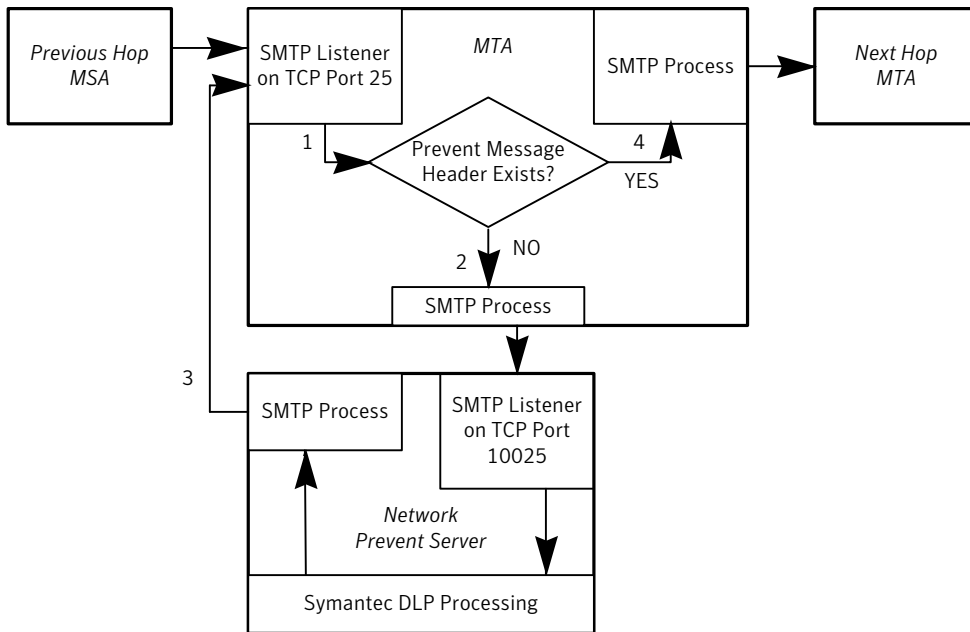 Previous Hop
MSA
SMTP Listener
on TCP Port 25
MTA
SMTP Process
Next Hop
MTA
1
Prevent Message
Header Exists?
4
YES
2
NO
SMTP Process
3
SMTP Process
SMTP Listener
on TCP Port
10025
Network
Prevent Server
Symantec DLP Processing